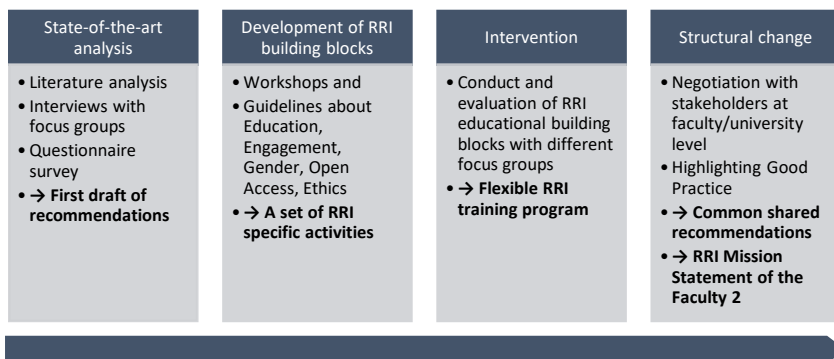 State-of-the-art
analysis
• Literature analysis
• Interviews with
focus groups
• Questionnaire
survey
• → First draft of
recommendations
Development of RRI
building blocks
• Workshops and
• Guidelines about
Education,
Engagement,
Gender, Open
Access, Ethics
• → A set of RRI
specific activities
Intervention
• Conduct and
evaluation of RRI
educational building
blocks with different
focus groups
• → Flexible RRI
training program
Structural change
• Negotiation with
stakeholders at
faculty/university
level
• Highlighting Good
Practice
• → Common shared
recommendations
• → RRI Mission
Statement of the
Faculty 2